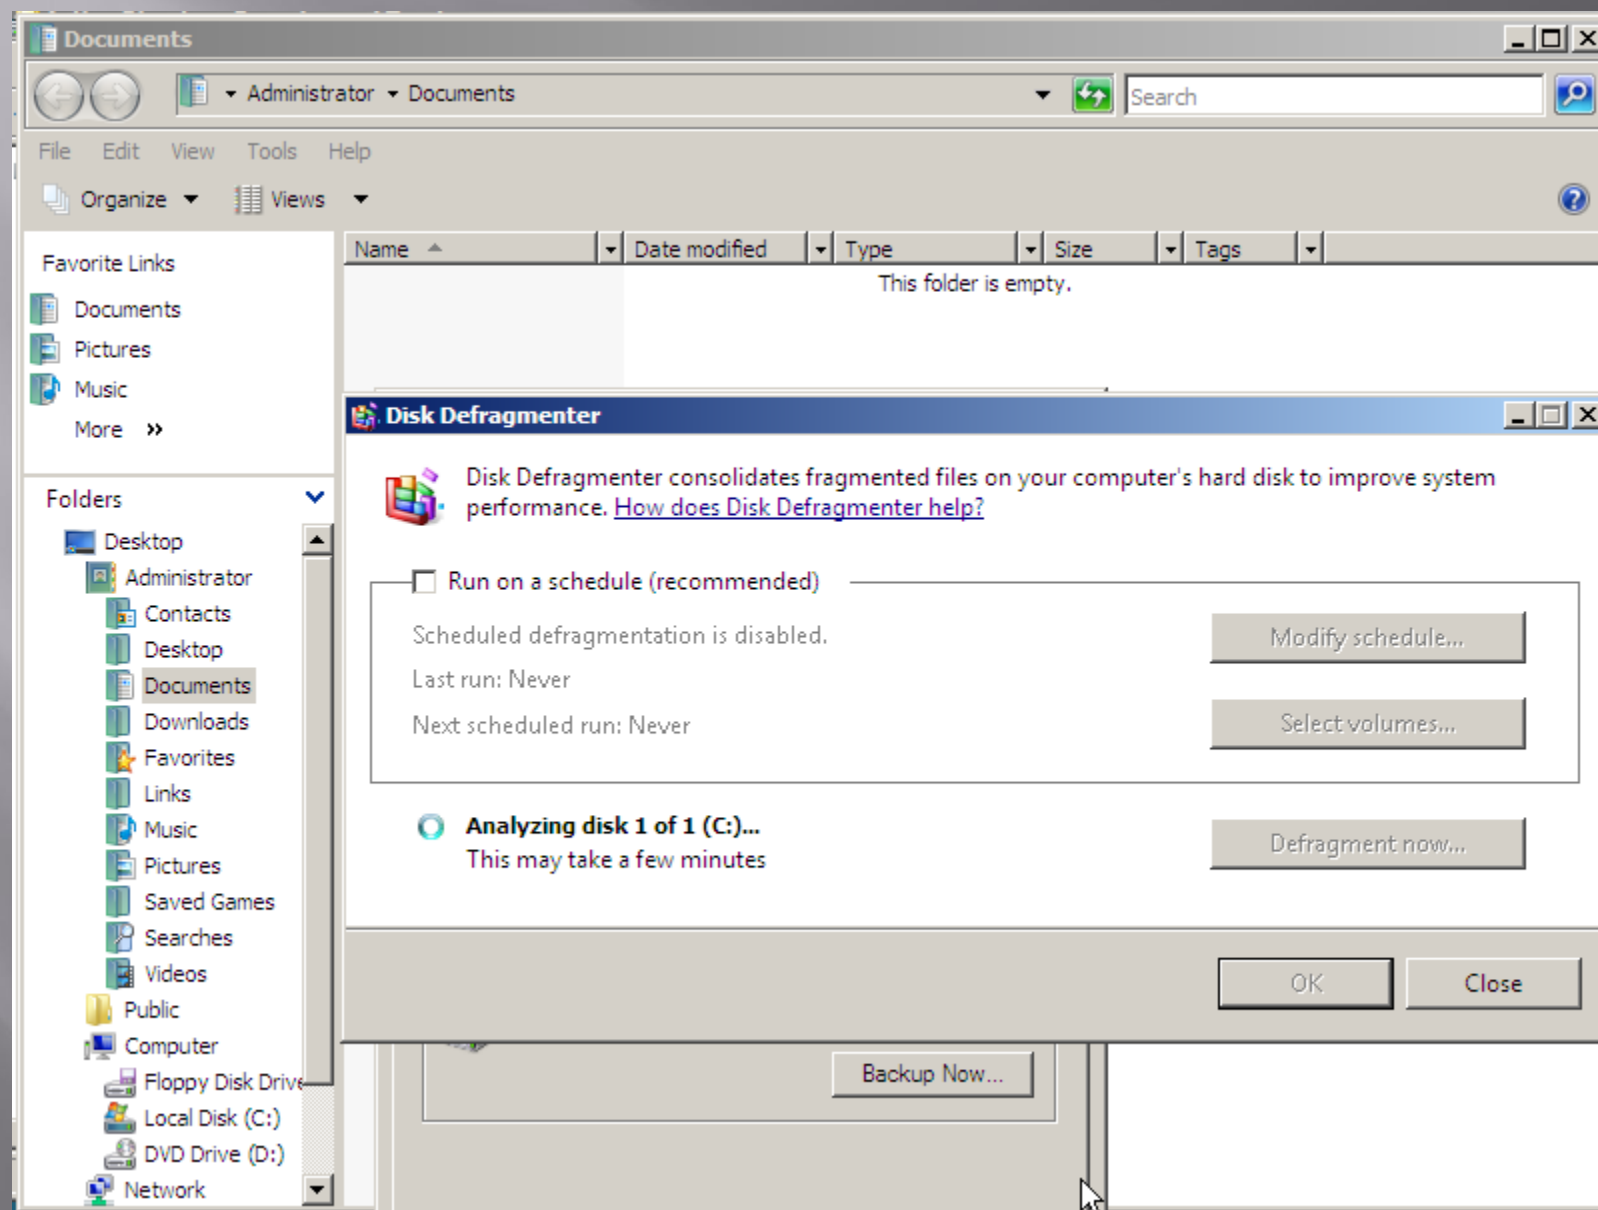 Documents
Administrator Documents
Search
File Edit View Tools Help
Organize Views
Favorite Links
Documents
Pictures
Music
More
Folders
Desktop
Administrator
Contacts
Desktop
Documents
Downloads
Favorites
Links
Music
Pictures
Saved Games
Searches
Videos
Public
Computer
Floppy Disk Drive
Local Disk (C:)
DVD Drive (D:)
Network
Name Date modified Type Size Tags
This folder is empty.
Disk Defragmenter
Disk Defragmenter consolidates fragmented files on your computer's hard disk to improve system
performance. How does Disk Defragmenter help?
Run on a schedule (recommended)
Scheduled defragmentation is disabled.
Modify schedule...
Last run: Never
Next scheduled run: Never
Select volumes...
Analyzing disk 1 of 1 (C:)...
This may take a few minutes
Defragment now...
OK Close
Backup Now...